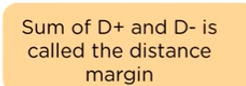 Sum of D+ and D- is
called the distance
margin